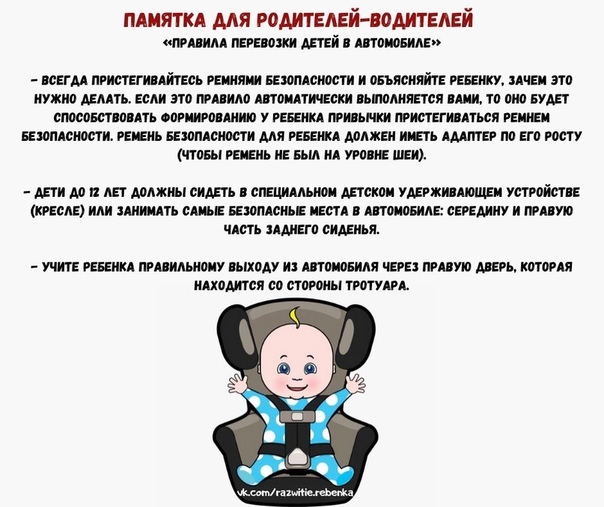 ПАМЯТКА ДЛЯ РОДИТЕЛЕЙ-ВОДИТЕЛЕЙ
«ПРАВИЛА ПЕРЕВОЗКИ ДЕТЕЙ В АВТОМОБИЛЕ»
- ВСЕГДА ПРИСТЕГИВАЙТЕСЬ РЕМНЯМИ БЕЗОПАСНОСТИ И ОБЪЯСНЯЙТЕ РЕБЕНКУ, ЗАЧЕМ ЭТО
НУЖНО ДЕЛАТЬ. ЕСЛИ ЭТО ПРАВИЛО АВТОМАТИЧЕСКИ ВЫПОЛНЯЕТСЯ ВАМИ, ТО ОНО БУДЕТ
СПОСОБСТВОВАТЬ ФОРМИРОВАНИЮ У РЕБЕНКА ПРИВЫЧКИ ПРИСТЕГИВАТЬСЯ РЕМНЕМ
БЕЗОПАСНОСТИ. РЕМЕНЬ БЕЗОПАСНОСТИ ДЛЯ РЕБЕНКА ДОЛЖЕН ИМЕТЬ АДАПТЕР ПО ЕГО РОСТУ
(ЧТОБЫ РЕМЕНЬ НЕ БЫЛ НА УРОВНЕ ШЕИ).
- ДЕТИ ДО 12 ЛЕТ ДОЛЖНЫ СИДЕТЬ В СПЕЦИАЛЬНОМ ДЕТСКОМ УДЕРЖИВАЮЩЕМ УСТРОЙСТВЕ
(КРЕСЛЕ) ИЛИ ЗАНИМАТЬ САМЫЕ БЕЗОПАСНЫЕ МЕСТА В АВТОМОБИЛЕ: СЕРЕДИНУ И ПРАВУЮ
ЧАСТЬ ЗАДНЕГО СИДЕНЬЯ.
- УЧИТЕ РЕБЕНКА ПРАВИЛЬНОМУ ВЫХОДУ ИЗ АВТОМОБИЛЯ ЧЕРЕЗ ПРАВУЮ ДВЕРЬ, КОТОРАЯ
НАХОДИТСЯ СО СТОРОНЫ ТРОТУАРА.
vk.com/razwitie.rebenka